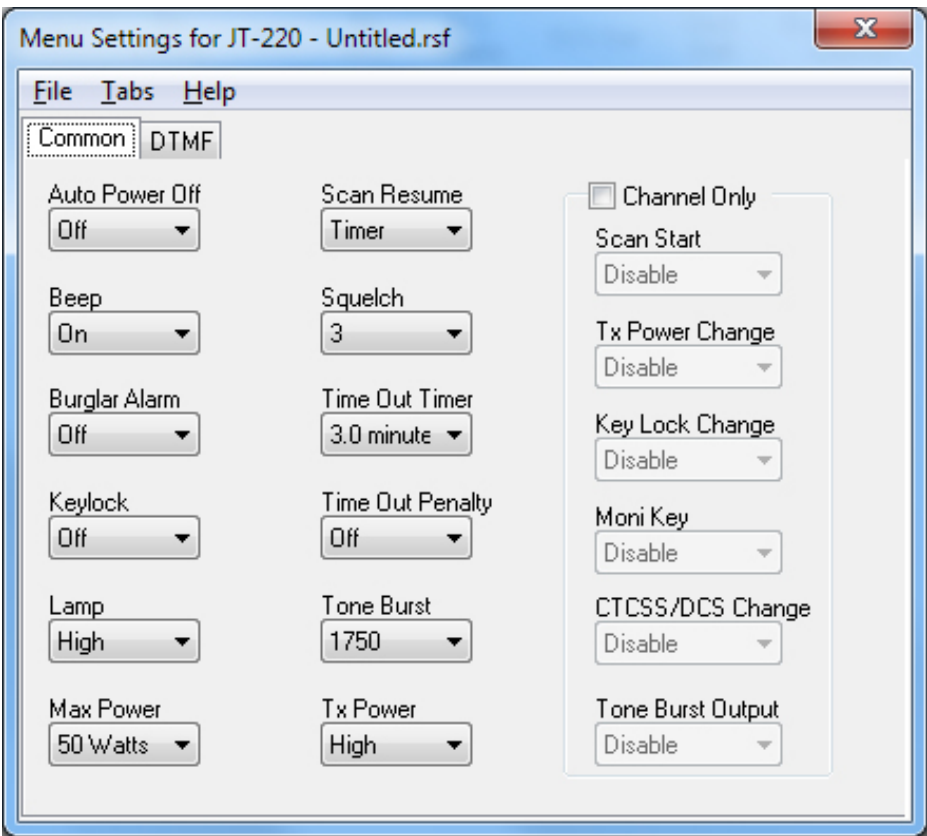 Menu Settings for JT-220 - Untitled.rsf
File Tabs Help
Common DTMF
Auto Power Off
Off
Beep
On
Burglar Alarm
Off
Keylock
Off
Lamp
High
Max Power
50 Watts
Scan Resume
Timer
Squelch
3
Time Out Timer
3.0 minute
Time Out Penalty
Off
Tone Burst
1750
Tx Power
High
Channel Only
Scan Start
Disable
Tx Power Change
Disable
Key Lock Change
Disable
Moni Key
Disable
CTCSS/DCS Change
Disable
Tone Burst Output
Disable